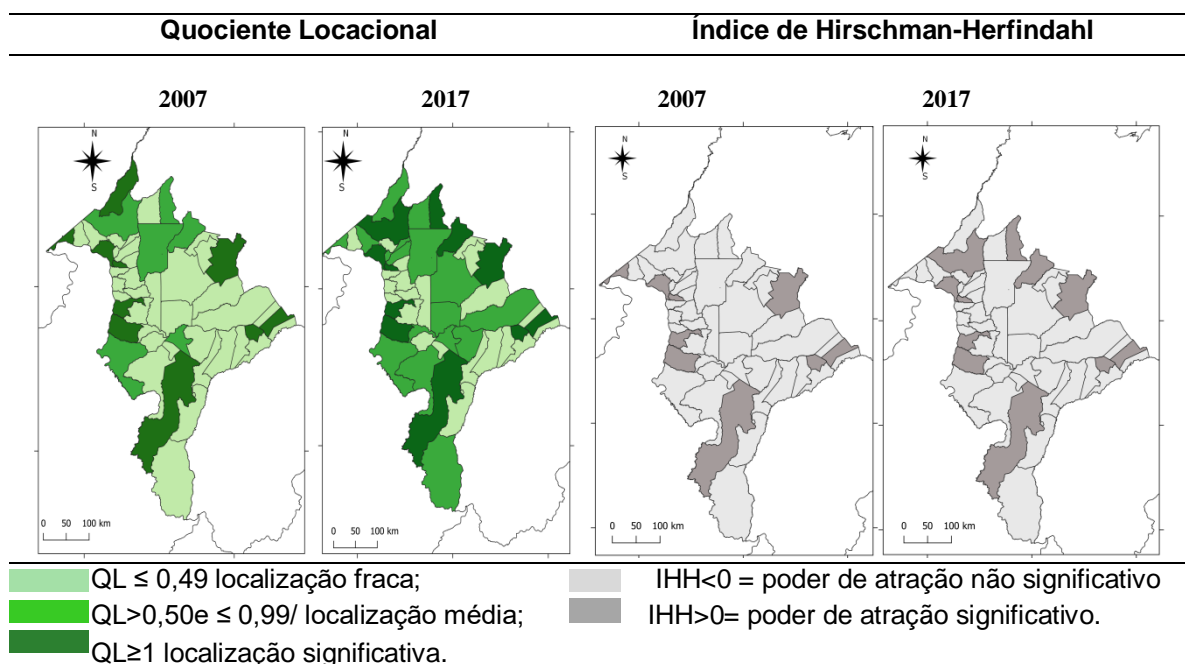 Quociente Locacional
Índice de Hirschman-Herfindahl
2007
2017
2007
2017
N
S
N
S
N
S
N
S
0 50 100 km
0 50 100 km
0 50 100 km
0 50 100 km
QL ≤ 0,49 localização fraca;
QL>0,50e ≤ 0,99/ localização média;
QL≥1 localização significativa.
IHH<0 = poder de atração não significativo
IHH>0= poder de atração significativo.